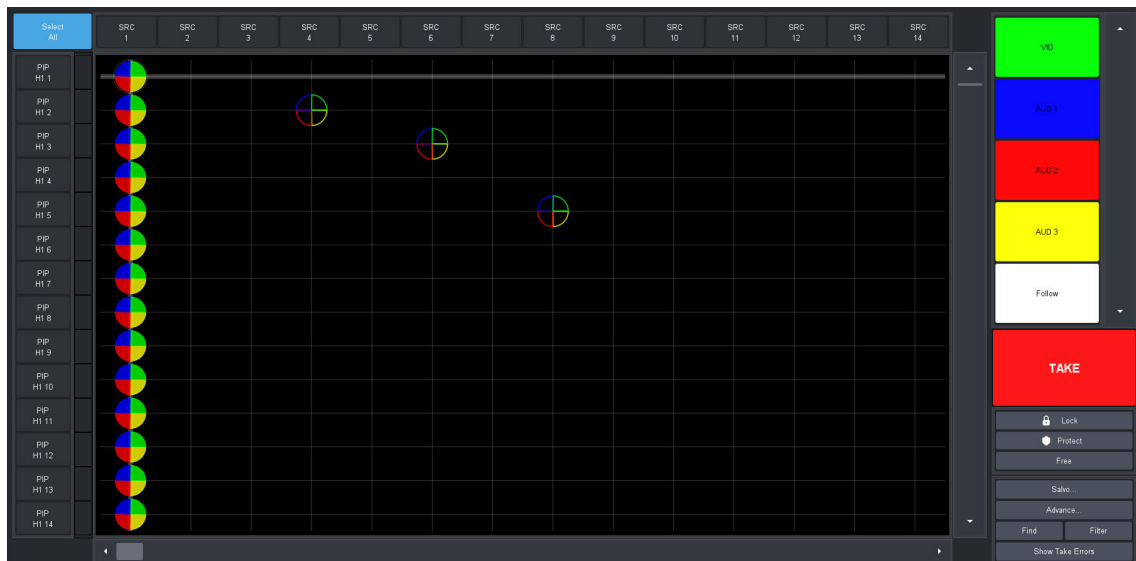 Select
All
SRC
1
SRC
2
SRC
3
SRC
4
SRC
5
SRC
6
SRC
7
SRC
8
SRC
9
SRC
10
SRC
11
SRC
12
SRC
13
SRC
14
PIP
H1 1
PIP
H1 2
PIP
H1 3
PIP
H1 4
PIP
H1 5
PIP
H1 6
PIP
H1 7
PIP
H1 8
PIP
H1 9
PIP
H1 10
PIP
H1 11
PIP
H1 12
PIP
H1 13
PIP
H1 14
VID
AUD 1
AUD 2
AUD 3
Follow
TAKE
Lock
Protect
Free
Salvo...
Advance...
Find Filter
Show Take Errors